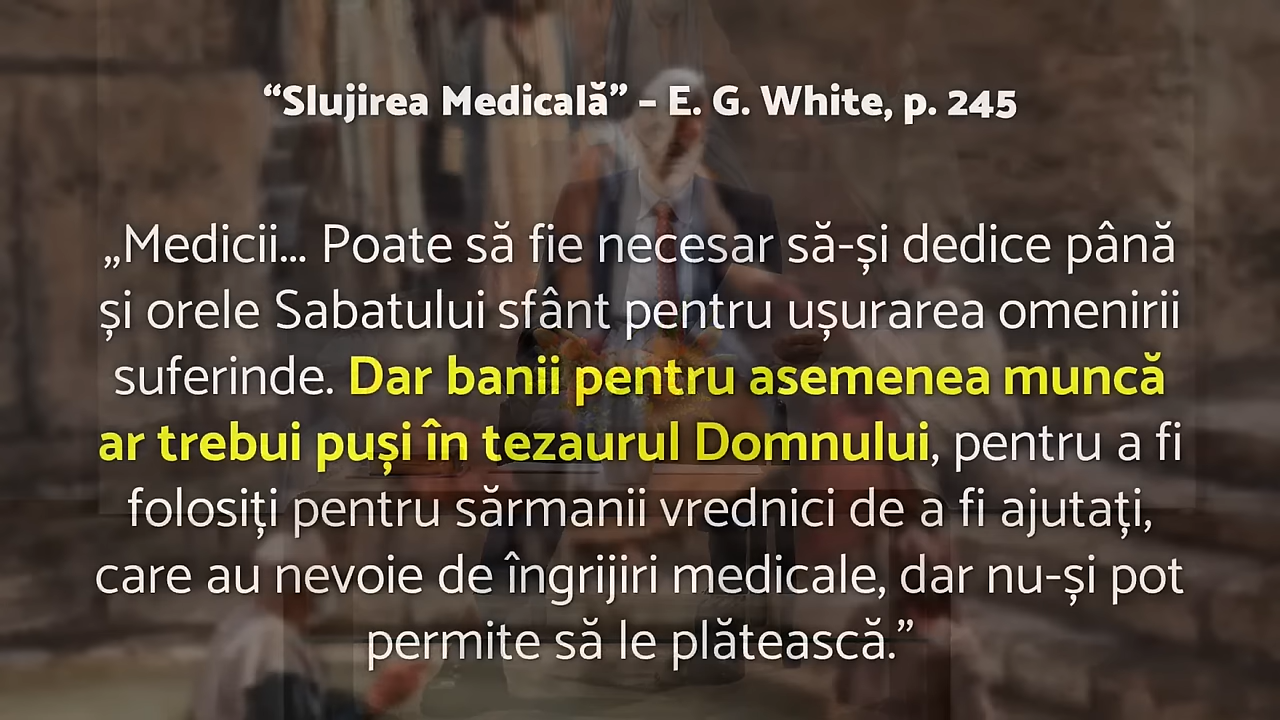 “Slujirea Medicală” – E. G. White, p. 245
„Medicii... Poate să fie necesar să-și dedice până
și orele Sabatului sfânt pentru ușurarea omenirii
suferinde. Dar banii pentru asemenea muncă
ar trebui puși în tezaurul Domnului, pentru a fi
folosiți pentru sărmanii vrednici de a fi ajutați,
care au nevoie de îngrijiri medicale, dar nu-și pot
permite să le plătească.”